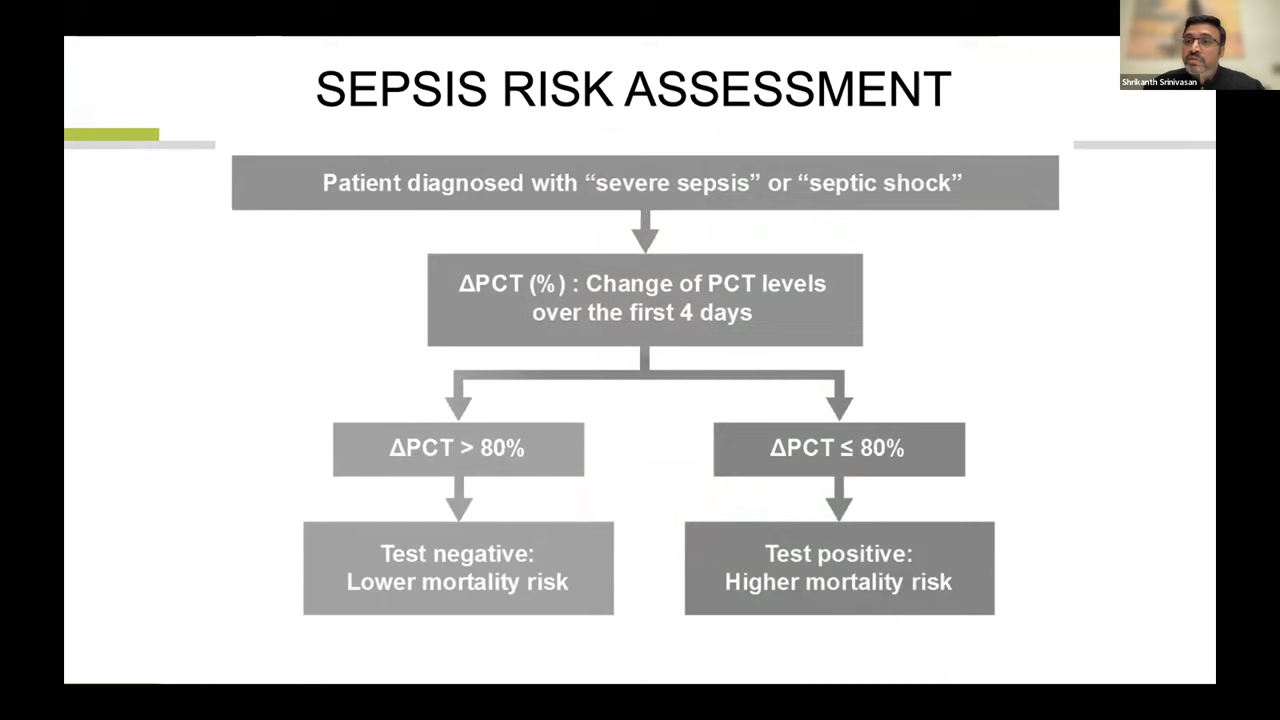 Shrikanth Srinivasan
SEPSIS RISK ASSESSMENT
Patient diagnosed with “severe sepsis” or “septic shock”
ΔPCT (%) : Change of PCT levels
over the first 4 days
ΔPCT > 80%
ΔPCT ≤ 80%
Test negative:
Lower mortality risk
Test positive:
Higher mortality risk